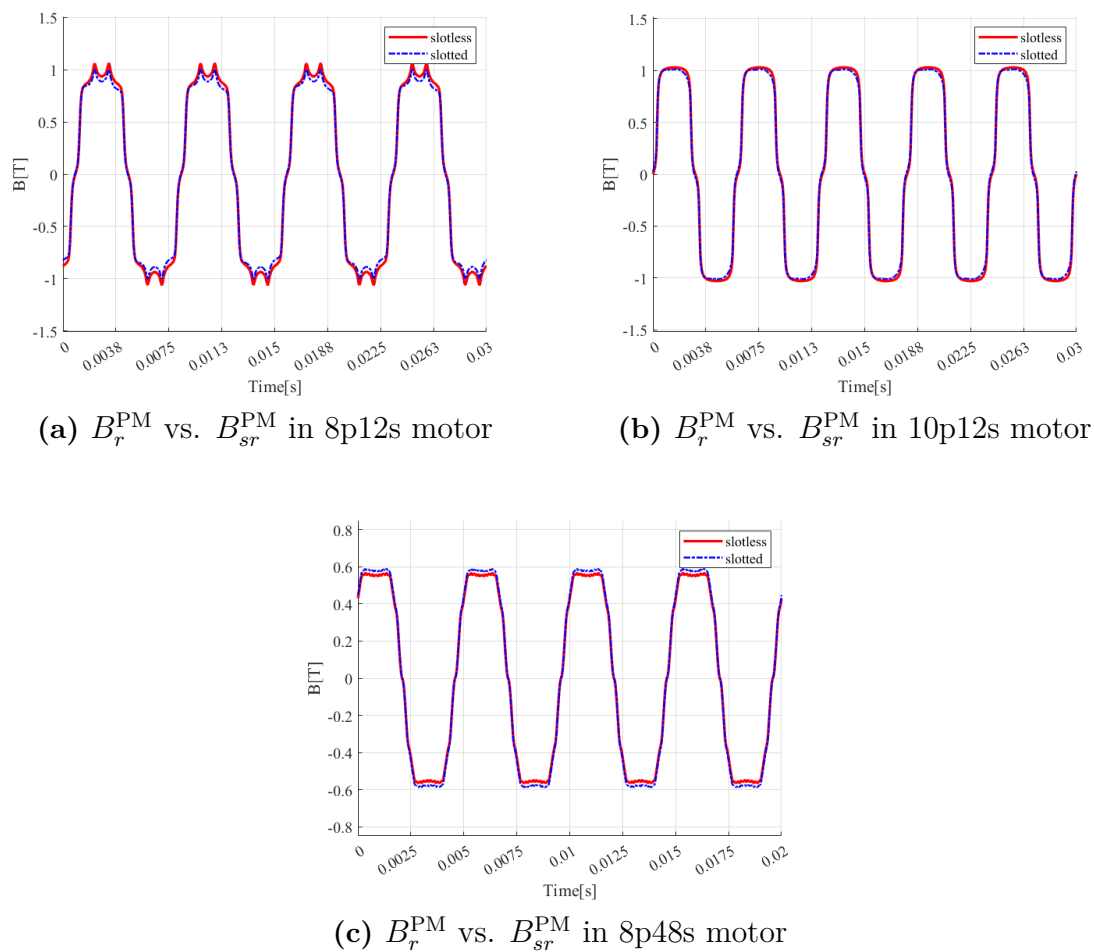 1.5
1
0.5
0
-0.5
-1
-1.5
B[T]
slotless
slotted
0 0.0038 0.0075 0.0113 0.015 0.0188 0.0225 0.0263 0.03
Time[s]
(a) B_r^PM vs. B_sr^PM in 8p12s motor
1.5
1
0.5
0
-0.5
-1
-1.5
B[T]
slotless
slotted
0 0.0038 0.0075 0.0113 0.015 0.0188 0.0225 0.0263 0.03
Time[s]
(b) B_r^PM vs. B_sr^PM in 10p12s motor
0.8
0.6
0.4
0.2
0
-0.2
-0.4
-0.6
-0.8
B[T]
slotless
slotted
0 0.0025 0.005 0.0075 0.01 0.0125 0.015 0.0175 0.02
Time[s]
(c) B_r^PM vs. B_sr^PM in 8p48s motor